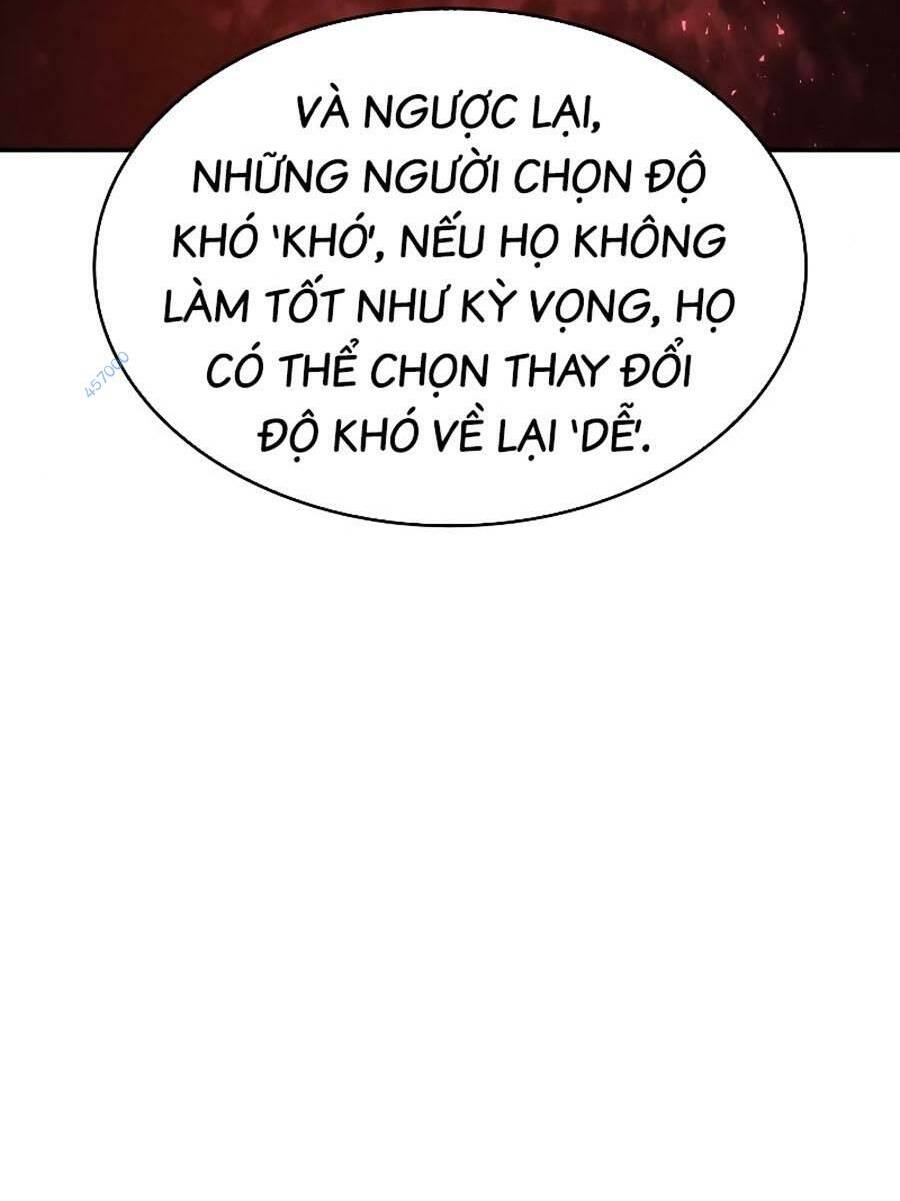 VÀ NGƯỢC LẠI,
NHỮNG NGƯỜI CHỌN ĐỘ
KHÓ 'KHÓ', NẾU HỌ KHÔNG
LÀM TỐT NHƯ KỲ VỌNG, HỌ
CÓ THỂ CHỌN THAY ĐỔI
ĐỘ KHÓ VỀ LẠI 'DỄ'.
457000